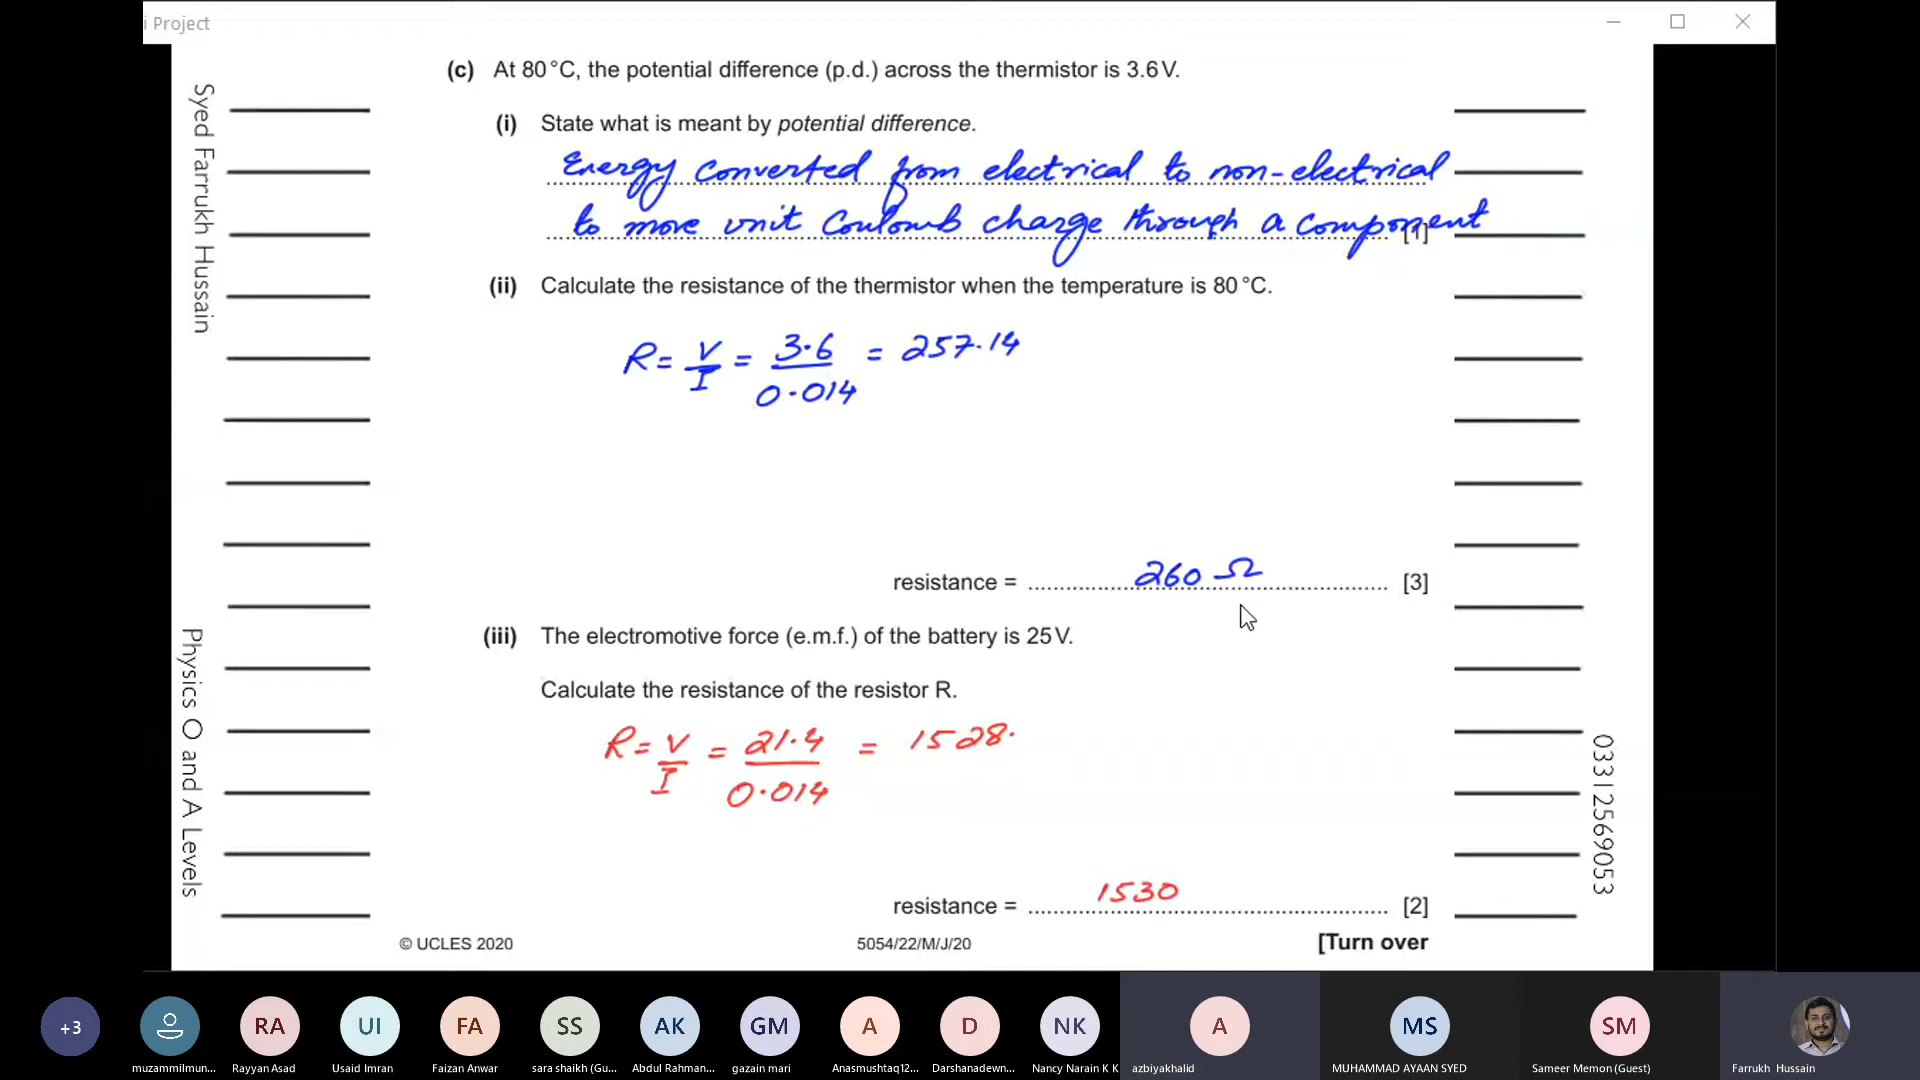 i Project
(c) At 80°C, the potential difference (p.d.) across the thermistor is 3.6V.
(i) State what is meant by potential difference.
Energy converted from electrical to non-electrical
to move unit Coulomb charge through a component
[1]
(ii) Calculate the resistance of the thermistor when the temperature is 80°C.
R = V/I = 3.6/0.014 = 257.14
resistance = 260 Ω [3]
(iii) The electromotive force (e.m.f.) of the battery is 25V.
Calculate the resistance of the resistor R.
R = V/I = 21.4/0.014 = 1528.
resistance = 1530 [2]
© UCLES 2020 5054/22/M/J/20 [Turn over
Syed Farrukh Hussain
Physics O and A Levels
03312569053
+3 RA UI FA SS AK GM A D NK A MS SM
muzammilmun... Rayyan Asad Usaid Imran Faizan Anwar sara shaikh (Gu... Abdul Rahman... gazain mari Anasmushtaq12... Darshanadewn... Nancy Narain K K azbiyakhalid MUHAMMAD AYAAN SYED Sameer Memon (Guest) Farrukh Hussain